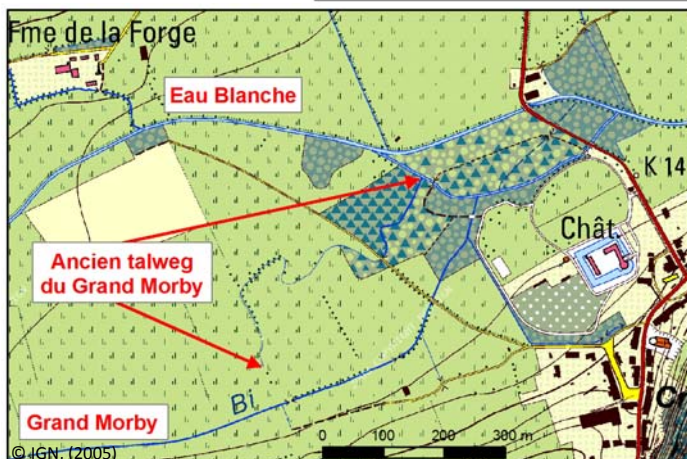 Fme de la Forge
Eau Blanche
K 14
Chât.
Ancien talweg
du Grand Morby
Bi
Grand Morby
Cr
0 100 200 300 m
© IGN. (2005)